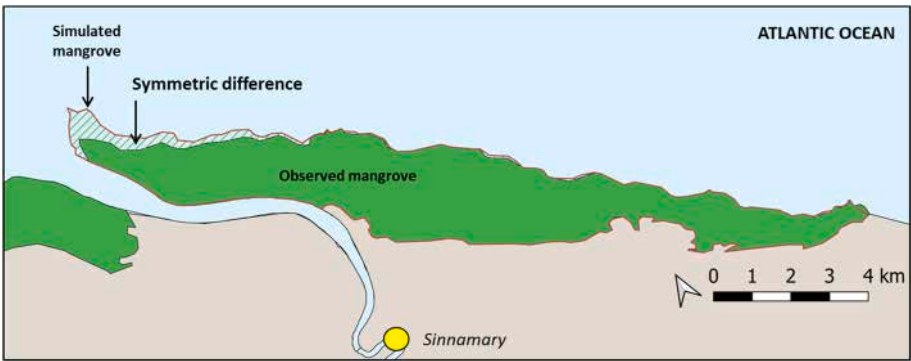 Simulated
mangrove
ATLANTIC OCEAN
Symmetric difference
Observed mangrove
0 1 2 3 4 km
Sinnamary